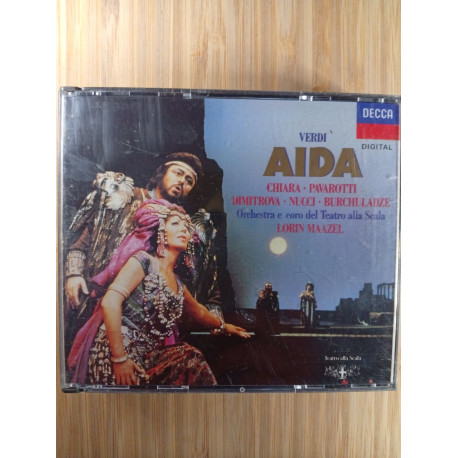 DECCA
DIGITAL
VERDI
AIDA
CHIARA · PAVAROTTI
DIMITROVA · NUCCI · BURCHULADZE
Orchestra e coro del Teatro alla Scala
LORIN MAAZEL
Teatro alla Scala